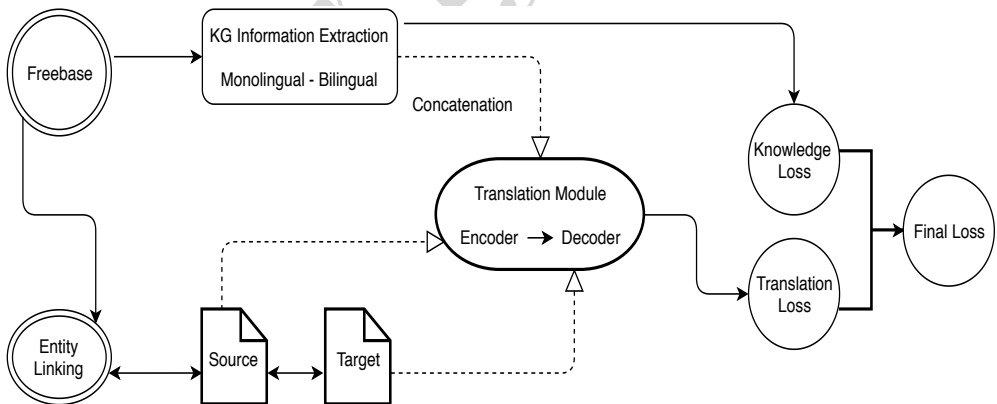 Freebase
KG Information Extraction
Monolingual - Bilingual
Concatenation
Knowledge
Loss
Translation Module
Encoder
Decoder
Final Loss
Translation
Loss
Entity
Linking
Source
Target